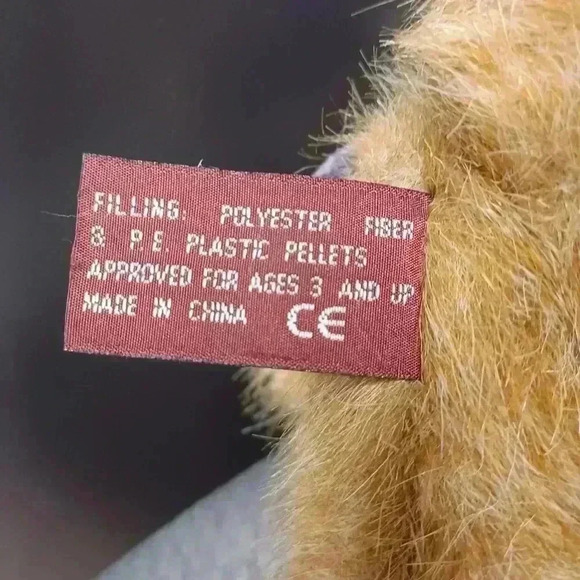 FILLING: POLYESTER FIBER
& P.E. PLASTIC PELLETS
APPROVED FOR AGES 3 AND UP
MADE IN CHINA CE